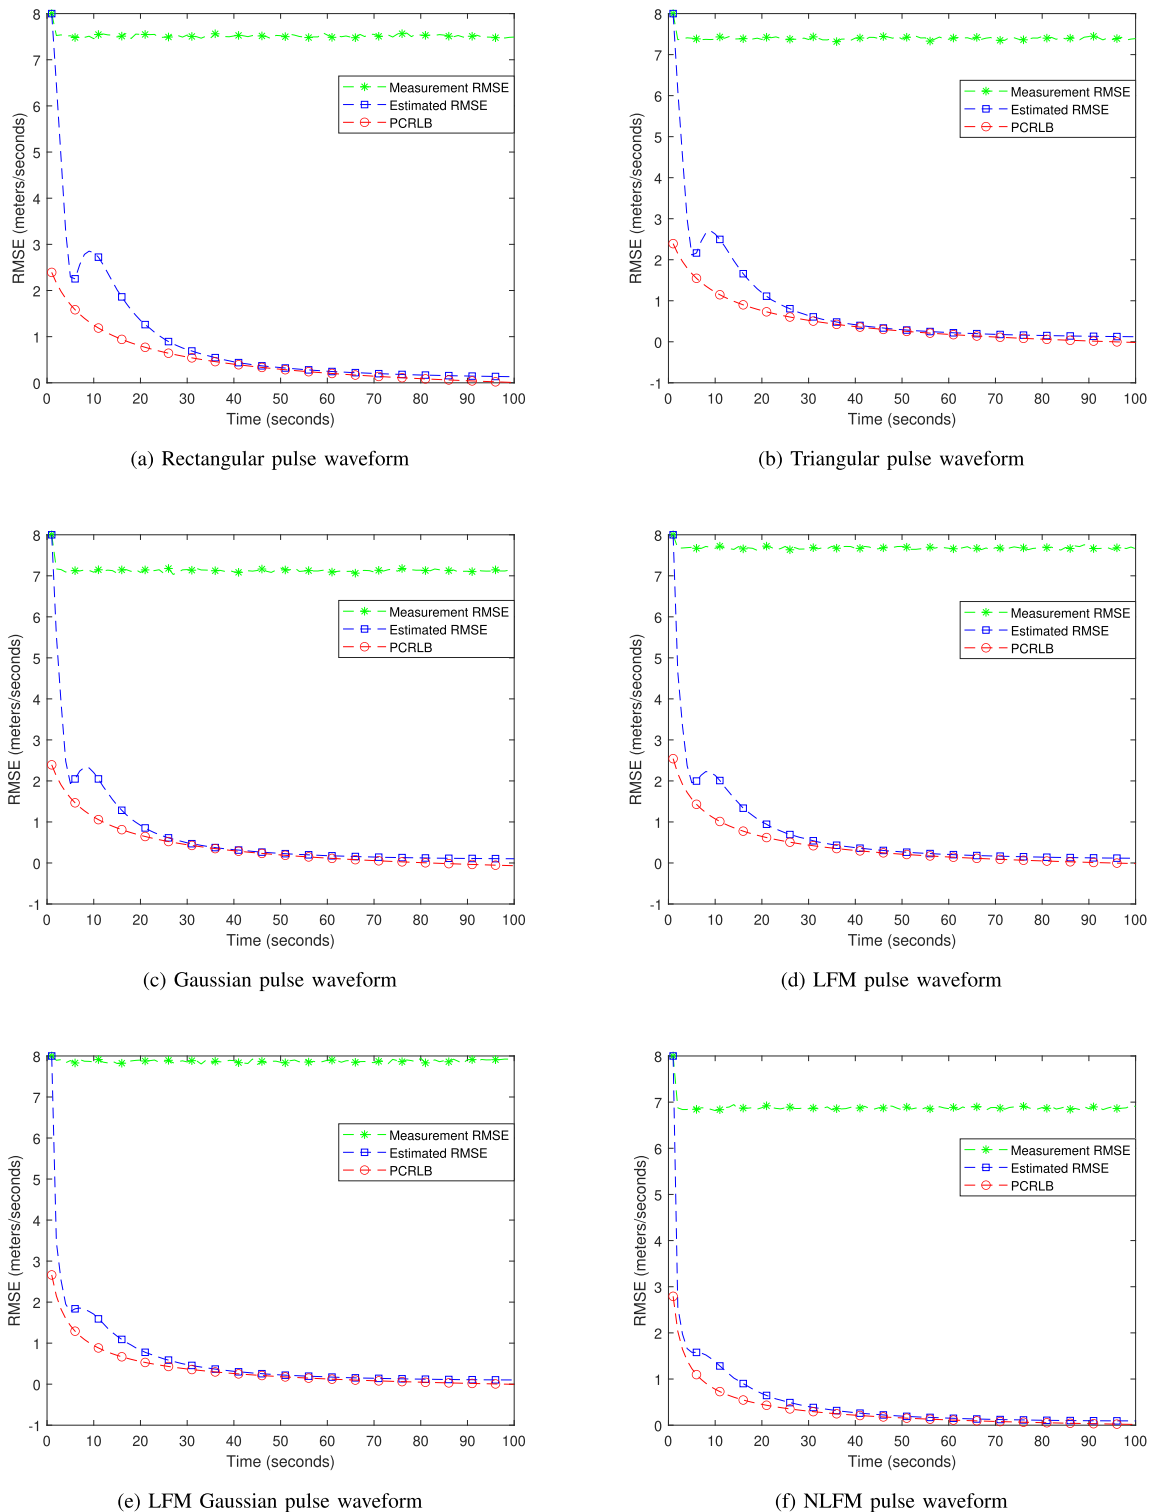 8
7
6
5
4
3
2
1
0
RMSE (meters/seconds)
Measurement RMSE
Estimated RMSE
PCRLB
0 10 20 30 40 50 60 70 80 90 100
Time (seconds)
(a) Rectangular pulse waveform
8
7
6
5
4
3
2
1
0
-1
RMSE (meters/seconds)
Measurement RMSE
Estimated RMSE
PCRLB
0 10 20 30 40 50 60 70 80 90 100
Time (seconds)
(b) Triangular pulse waveform
8
7
6
5
4
3
2
1
0
-1
RMSE (meters/seconds)
Measurement RMSE
Estimated RMSE
PCRLB
0 10 20 30 40 50 60 70 80 90 100
Time (seconds)
(c) Gaussian pulse waveform
8
7
6
5
4
3
2
1
0
-1
RMSE (meters/seconds)
Measurement RMSE
Estimated RMSE
PCRLB
0 10 20 30 40 50 60 70 80 90 100
Time (seconds)
(d) LFM pulse waveform
8
7
6
5
4
3
2
1
0
-1
RMSE (meters/seconds)
Measurement RMSE
Estimated RMSE
PCRLB
0 10 20 30 40 50 60 70 80 90 100
Time (seconds)
(e) LFM Gaussian pulse waveform
8
7
6
5
4
3
2
1
0
RMSE (meters/seconds)
Measurement RMSE
Estimated RMSE
PCRLB
0 10 20 30 40 50 60 70 80 90 100
Time (seconds)
(f) NLFM pulse waveform